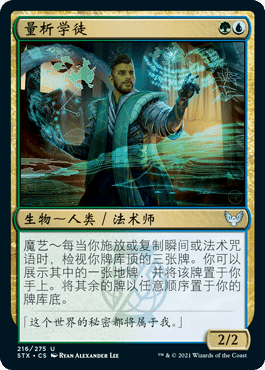 量析学徒
生物～人类 / 法术师
魔艺～每当你施放或复制瞬间或法术咒
语时，检视你牌库顶的三张牌。你可以
展示其中的一张地牌，并将该牌置于你
手上。将其余的牌以任意顺序置于你的
牌库底。
「这个世界的秘密都将属于我。」
2/2
216/275 U
STX • CS RYAN ALEXANDER LEE
™ & © 2021 Wizards of the Coast